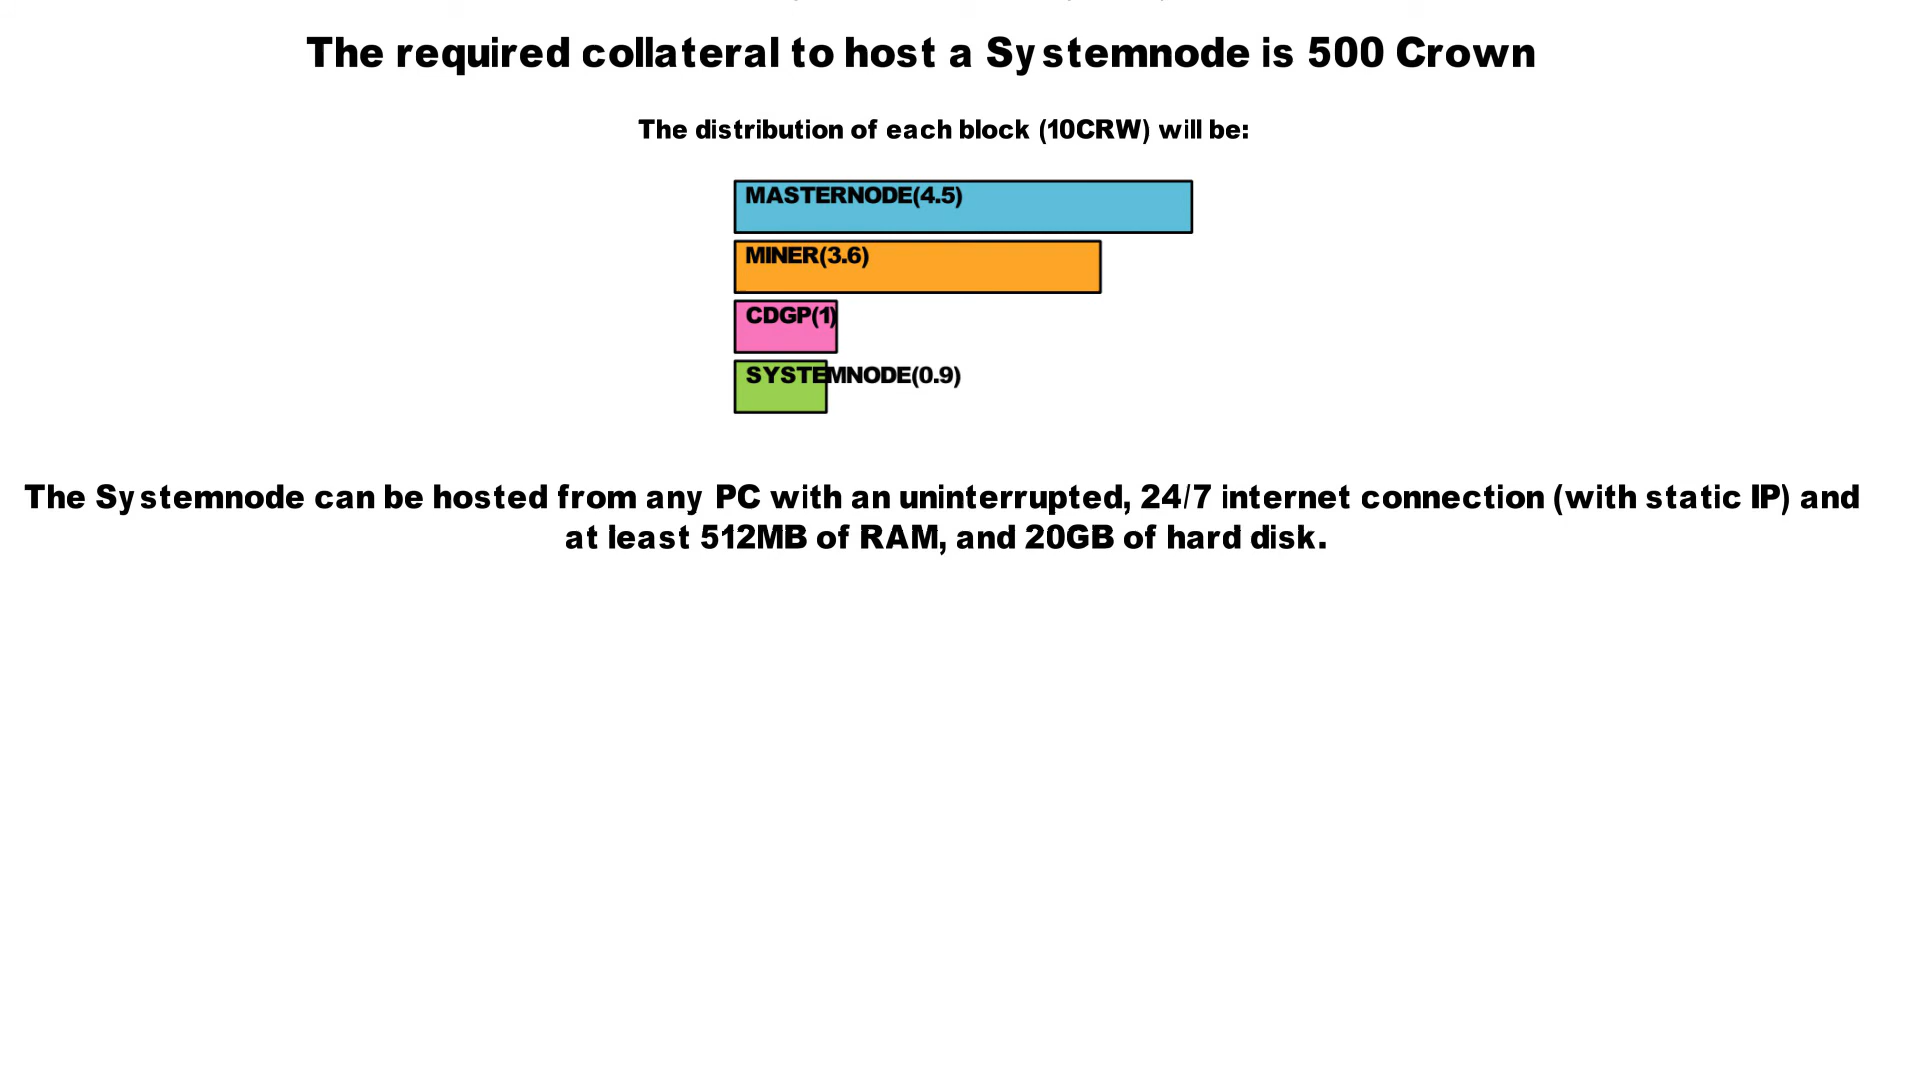 The required collateral to host a Systemnode is 500 Crown
The distribution of each block (10CRW) will be:
MASTERNODE(4.5)
MINER(3.6)
CDGP(1)
SYSTEMNODE(0.9)
The Systemnode can be hosted from any PC with an uninterrupted, 24/7 internet connection (with static IP) and
at least 512MB of RAM, and 20GB of hard disk.